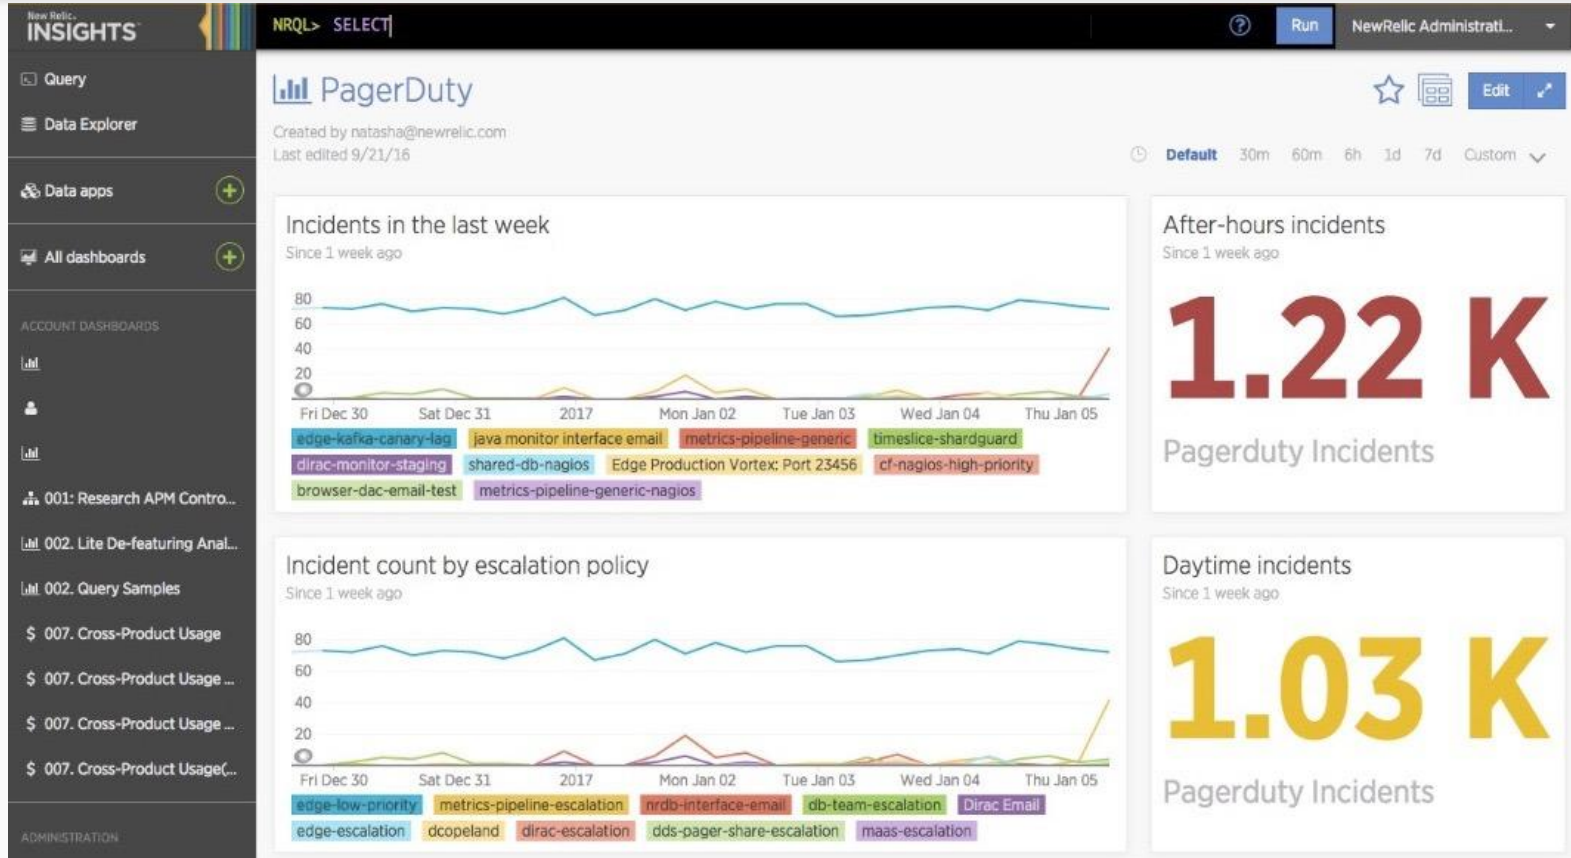 New Relic.
INSIGHTS
NRQL> SELECT
?
Run
NewRelic Administrati...
Query
Data Explorer
Data apps
All dashboards
ACCOUNT DASHBOARDS
001: Research APM Contro...
002. Lite De-featuring Anal...
002. Query Samples
$ 007. Cross-Product Usage
$ 007. Cross-Product Usage ...
$ 007. Cross-Product Usage ...
$ 007. Cross-Product Usage(...
ADMINISTRATION
PagerDuty
Edit
Created by natasha@newrelic.com
Last edited 9/21/16
Default 30m 60m 6h 1d 7d Custom
Incidents in the last week
Since 1 week ago
80
60
40
20
Fri Dec 30 Sat Dec 31 2017 Mon Jan 02 Tue Jan 03 Wed Jan 04 Thu Jan 05
edge-kafka-canary-lag java monitor interface email metrics-pipeline-generic timeslice-shardguard
dirac-monitor-staging shared-db-nagios Edge Production Vortex: Port 23456 cf-nagios-high-priority
browser-dac-email-test metrics-pipeline-generic-nagios
After-hours incidents
Since 1 week ago
1.22 K
Pagerduty Incidents
Incident count by escalation policy
Since 1 week ago
80
60
40
20
Fri Dec 30 Sat Dec 31 2017 Mon Jan 02 Tue Jan 03 Wed Jan 04 Thu Jan 05
edge-low-priority metrics-pipeline-escalation nrdb-interface-email db-team-escalation Dirac Email
edge-escalation dcopeland dirac-escalation dds-pager-share-escalation maas-escalation
Daytime incidents
Since 1 week ago
1.03 K
Pagerduty Incidents